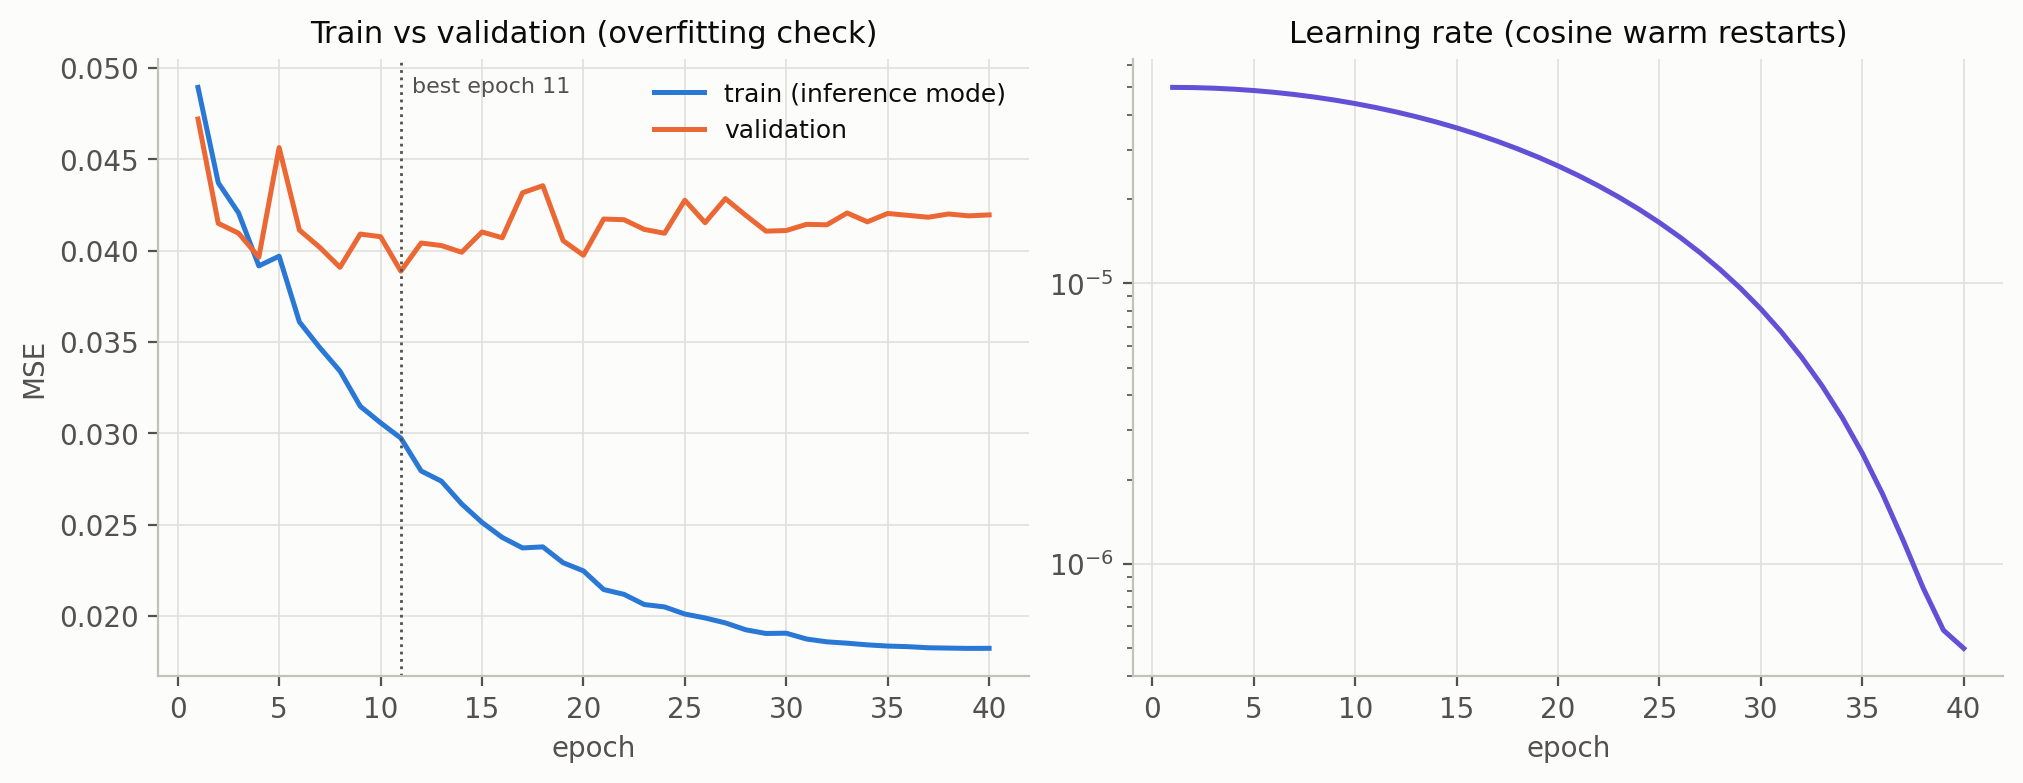 Train vs validation (overfitting check)
best epoch 11
train (inference mode)
validation
MSE
0.050
0.045
0.040
0.035
0.030
0.025
0.020
0 5 10 15 20 25 30 35 40
epoch
Learning rate (cosine warm restarts)
10⁻⁵
10⁻⁶
0 5 10 15 20 25 30 35 40
epoch